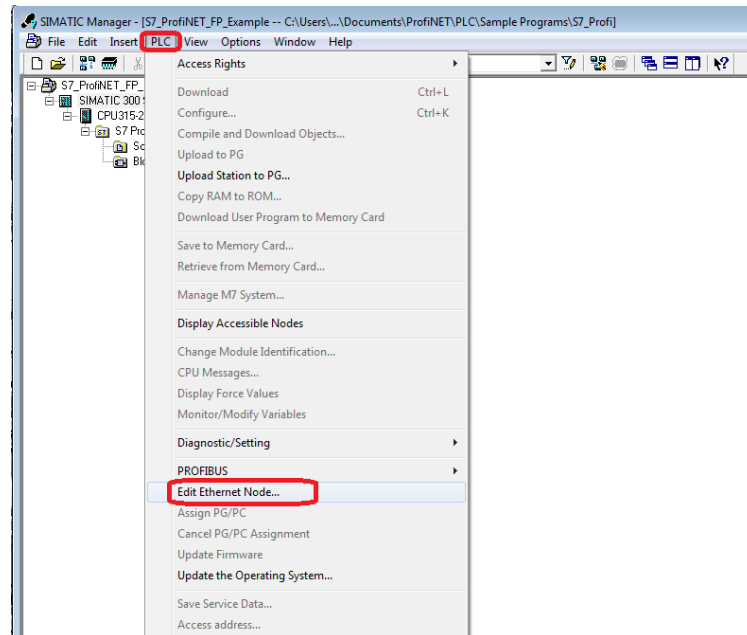 SIMATIC Manager - [S7_ProfiNET_FP_Example -- C:\Users\...\Documents\ProfiNET\PLC\Sample Programs\S7_Profi]
File Edit Insert PLC View Options Window Help
Access Rights
S7_ProfiNET_FP_
Download Ctrl+L
SIMATIC 300
Configure... Ctrl+K
CPU315-2
Compile and Download Objects...
S7 Pro
Upload to PG
So
Blo
Upload Station to PG...
Copy RAM to ROM...
Download User Program to Memory Card
Save to Memory Card...
Retrieve from Memory Card...
Manage M7 System...
Display Accessible Nodes
Change Module Identification...
CPU Messages...
Display Force Values
Monitor/Modify Variables
Diagnostic/Setting
PROFIBUS
Edit Ethernet Node...
Assign PG/PC
Cancel PG/PC Assignment
Update Firmware
Update the Operating System...
Save Service Data...
Access address...